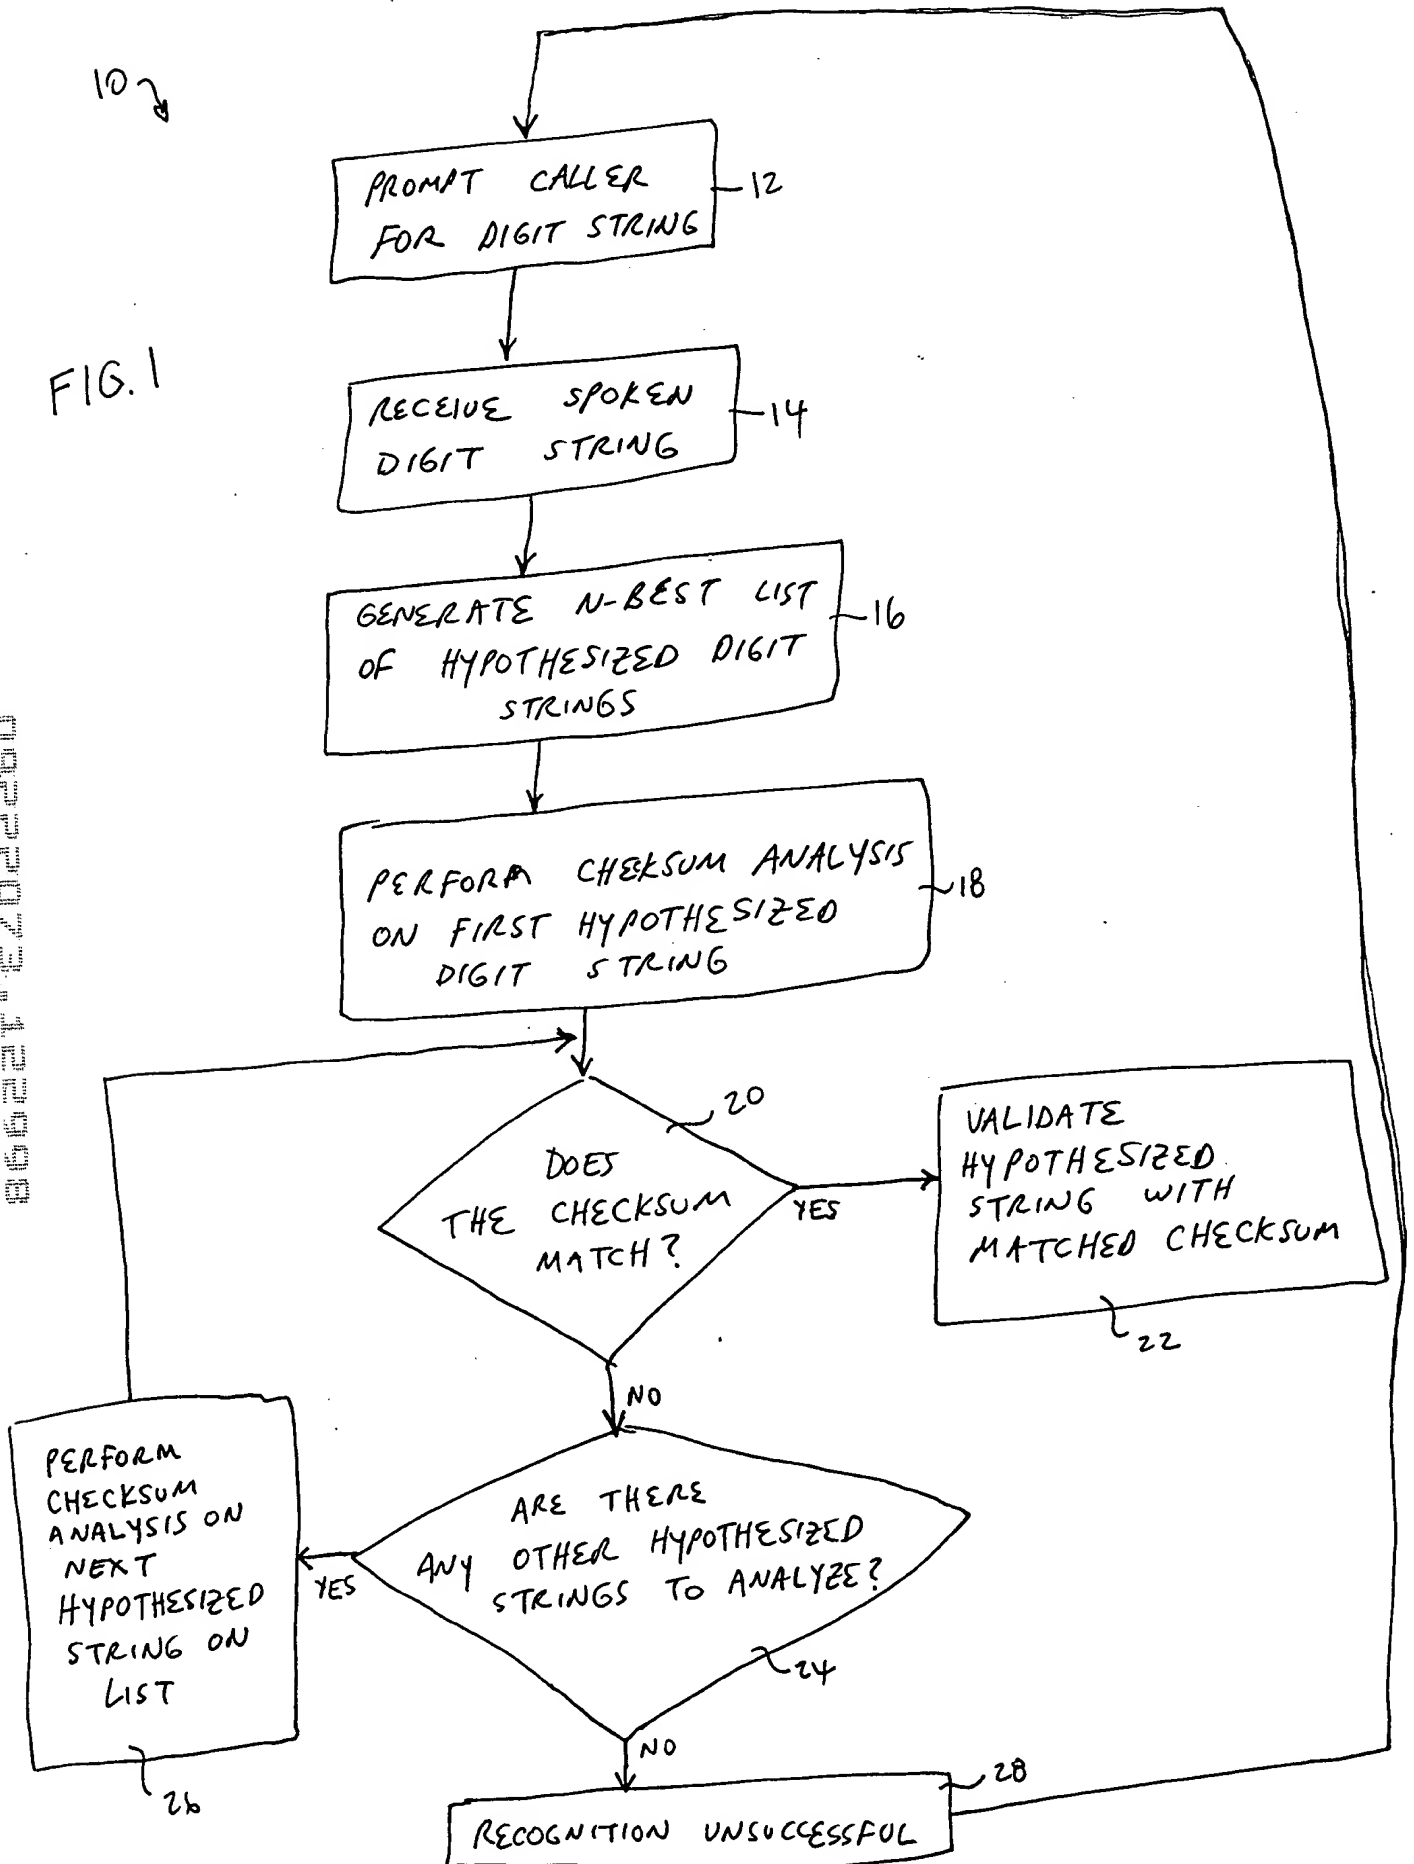 10
PROMPT CALLER
FOR DIGIT STRING
12
FIG. 1
RECEIVE SPOKEN
DIGIT STRING
14
GENERATE N-BEST LIST
OF HYPOTHESIZED DIGIT
STRINGS
16
PERFORM CHEKSUM ANALYSIS
ON FIRST HYPOTHESIZED
DIGIT STRING
18
20
DOES
THE CHECKSUM
MATCH?
YES
VALIDATE
HYPOTHESIZED
STRING WITH
MATCHED CHECKSUM
22
NO
PERFORM
CHECKSUM
ANALYSIS ON
NEXT
HYPOTHESIZED
STRING ON
LIST
26
YES
ARE THERE
ANY OTHER HYPOTHESIZED
STRINGS TO ANALYZE?
24
NO
28
RECOGNITION UNSUCCESSFUL